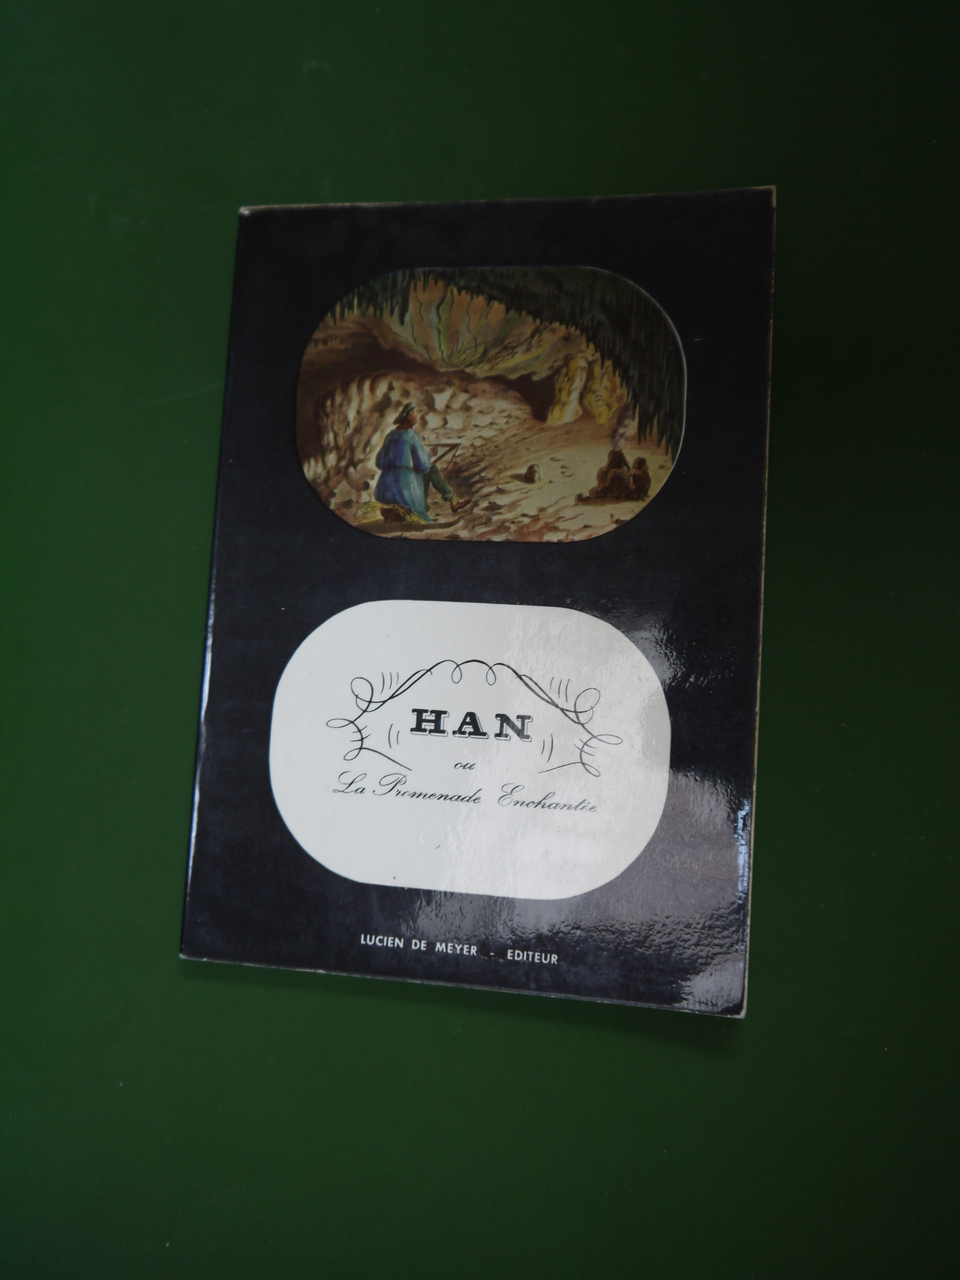 HAN
ou
La Promenade Enchantée
LUCIEN DE MEYER - EDITEUR